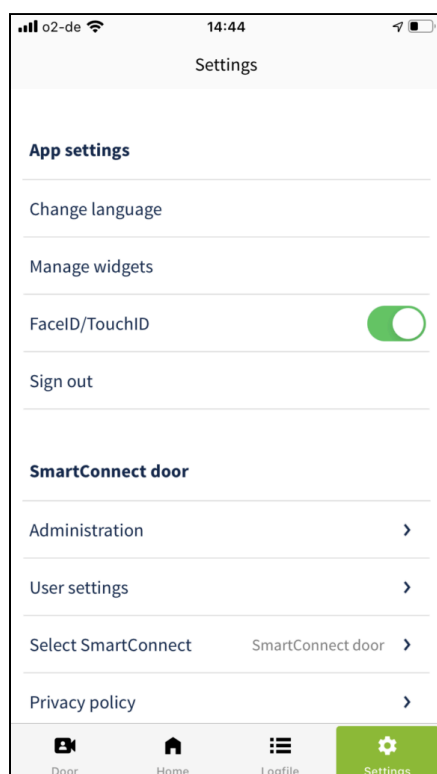 o2-de 14:44
Settings
App settings
Change language
Manage widgets
FaceID/TouchID
Sign out
SmartConnect door
Administration
User settings
Select SmartConnect SmartConnect door
Privacy policy
Door Home Logfile Settings